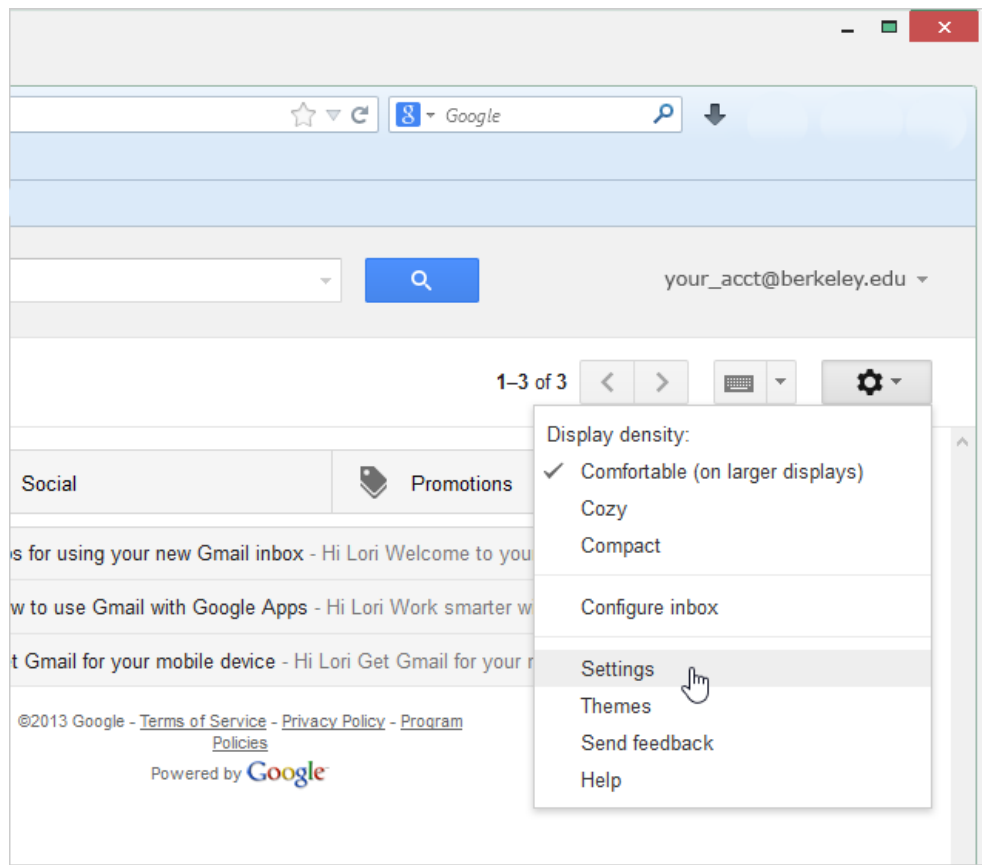 8 Google
your_acct@berkeley.edu
1–3 of 3
Display density:
Comfortable (on larger displays)
Cozy
Compact
Configure inbox
Settings
Themes
Send feedback
Help
Social
Promotions
for using your new Gmail inbox - Hi Lori Welcome to you
to use Gmail with Google Apps - Hi Lori Work smarter
Gmail for your mobile device - Hi Lori Get Gmail for your
©2013 Google - Terms of Service - Privacy Policy - Program
Policies
Powered by Google